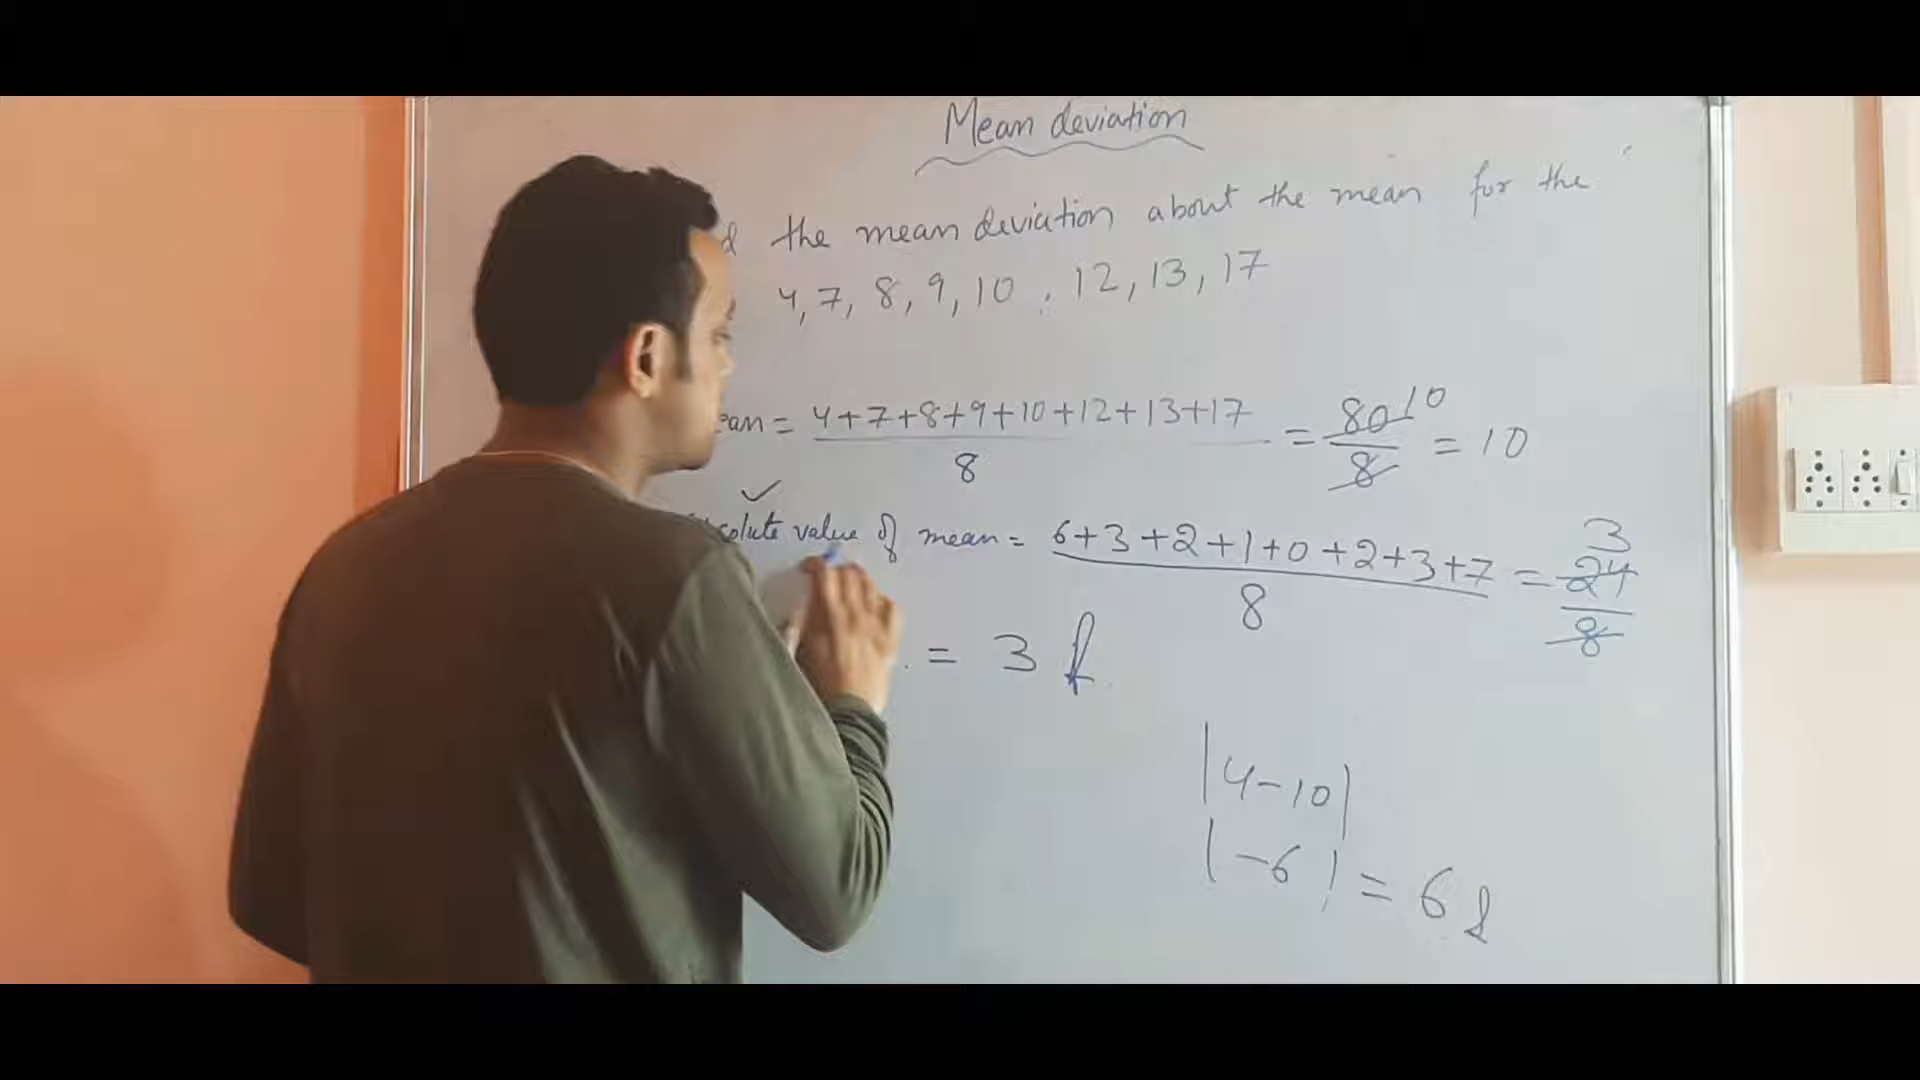 Mean deviation
the mean deviation about the mean for the
4, 7, 8, 9, 10, 12, 13, 17
ean = 4+7+8+9+10+12+13+17 / 8 = 80 10 / 8 = 10
✓
solute value of mean = 6+3+2+1+0+2+3+7 / 8 = 3 24 / 8
= 3
|4-10|
|-6| = 6